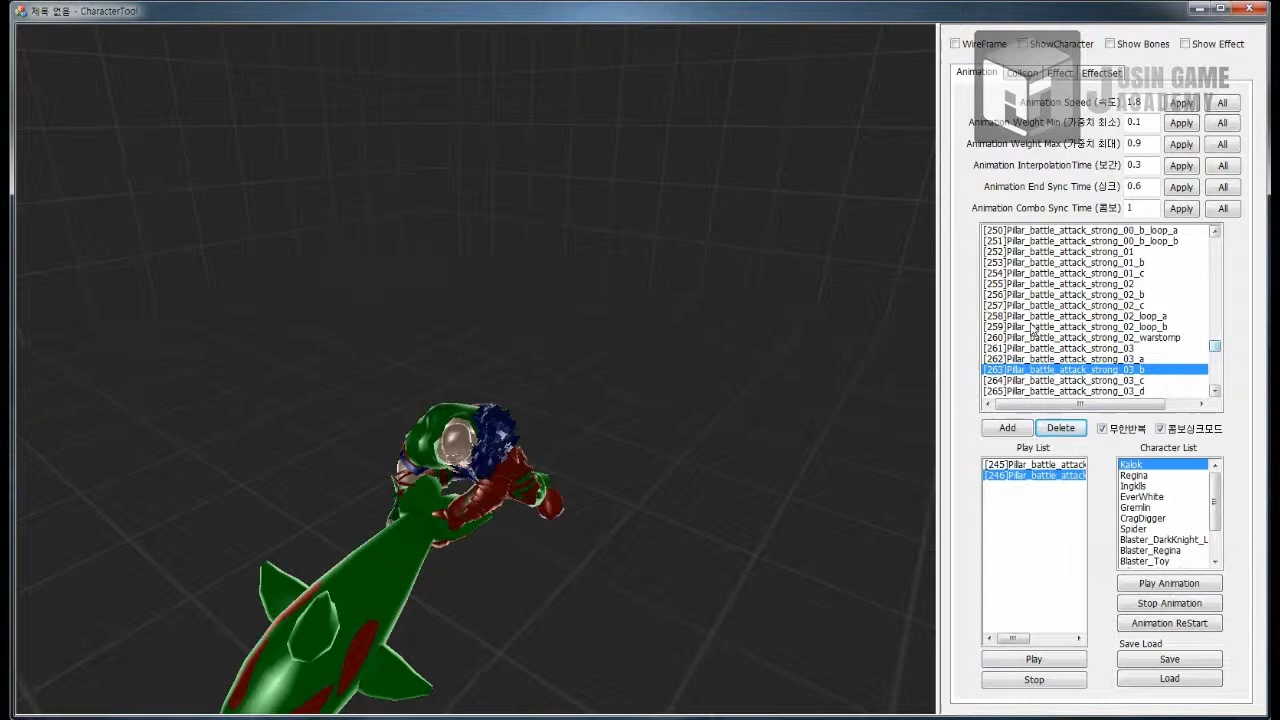 제목 없음 - CharacterTool
WireFrame ShowCharacter Show Bones Show Effect
JUSIN GAME
ACADEMY
Animation Collsion Effect EffectSet
Animation Speed (속도) 1.8 Apply All
Animation Weight Min (가중치 최소) 0.1 Apply All
Animation Weight Max (가중치 최대) 0.9 Apply All
Animation InterpolationTime (보간) 0.3 Apply All
Animation End Sync Time (싱크) 0.6 Apply All
Animation Combo Sync Time (콤보) 1 Apply All
[250]Pillar_battle_attack_strong_00_b_loop_a
[251]Pillar_battle_attack_strong_00_b_loop_b
[252]Pillar_battle_attack_strong_01
[253]Pillar_battle_attack_strong_01_b
[254]Pillar_battle_attack_strong_01_c
[255]Pillar_battle_attack_strong_02
[256]Pillar_battle_attack_strong_02_b
[257]Pillar_battle_attack_strong_02_c
[258]Pillar_battle_attack_strong_02_loop_a
[259]Pillar_battle_attack_strong_02_loop_b
[260]Pillar_battle_attack_strong_02_warstomp
[261]Pillar_battle_attack_strong_03
[262]Pillar_battle_attack_strong_03_a
[263]Pillar_battle_attack_strong_03_b
[264]Pillar_battle_attack_strong_03_c
[265]Pillar_battle_attack_strong_03_d
Add Delete 무한반복 콤보싱크모드
Play List
[245]Pillar_battle_attack
[246]Pillar_battle_attack
Play
Stop
Character List
Kalok
Regina
Ingkells
EverWhite
Gremlin
CragDigger
Spider
Blaster_DarkKnight_L
Blaster_Regina
Blaster_Toy
Play Animation
Stop Animation
Animation ReStart
Save Load
Save
Load